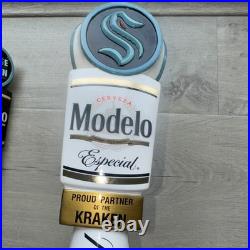 CERVEZA
Modelo
Especial
PROUD PARTNER
OF THE
KRAKEN